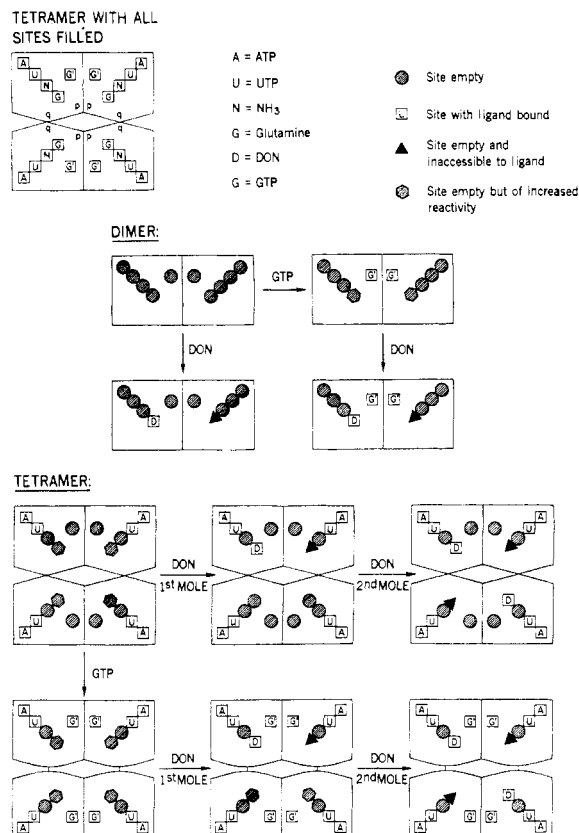 TETRAMER WITH ALL
SITES FILLED
A U N G G' G' G N U A
q p p q
q p p q
A U N G G' G' G N U A
A = ATP
U = UTP
N = NH3
G = Glutamine
D = DON
G = GTP
Site empty
L Site with ligand bound
Site empty and
inaccessible to ligand
Site empty but of increased
reactivity
DIMER:
GTP
G' G'
DON
DON
D
D G' G'
TETRAMER:
A U U A
DON
1st MOLE
A U D U A
DON
2nd MOLE
A U D U A
A U U A
A U U A
A U D U A
GTP
A U G' G' U A
DON
1st MOLE
A U D G' G' U A
DON
2nd MOLE
A U D G' G' U A
A U G' G' U A
A U G' G' U A
A U G' G' D U A